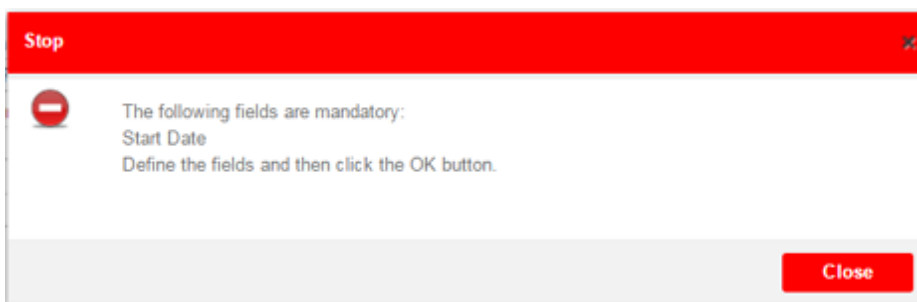 Stop
The following fields are mandatory:
Start Date
Define the fields and then click the OK button.
Close